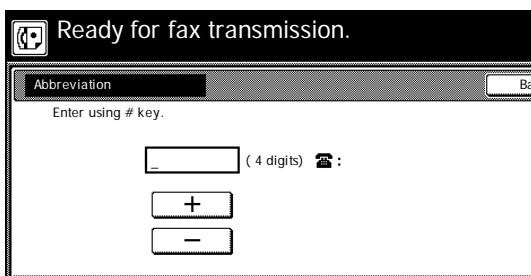 Ready for fax transmission.
Abbreviation
Enter using # key.
_ ( 4 digits) ☎ :
+
−